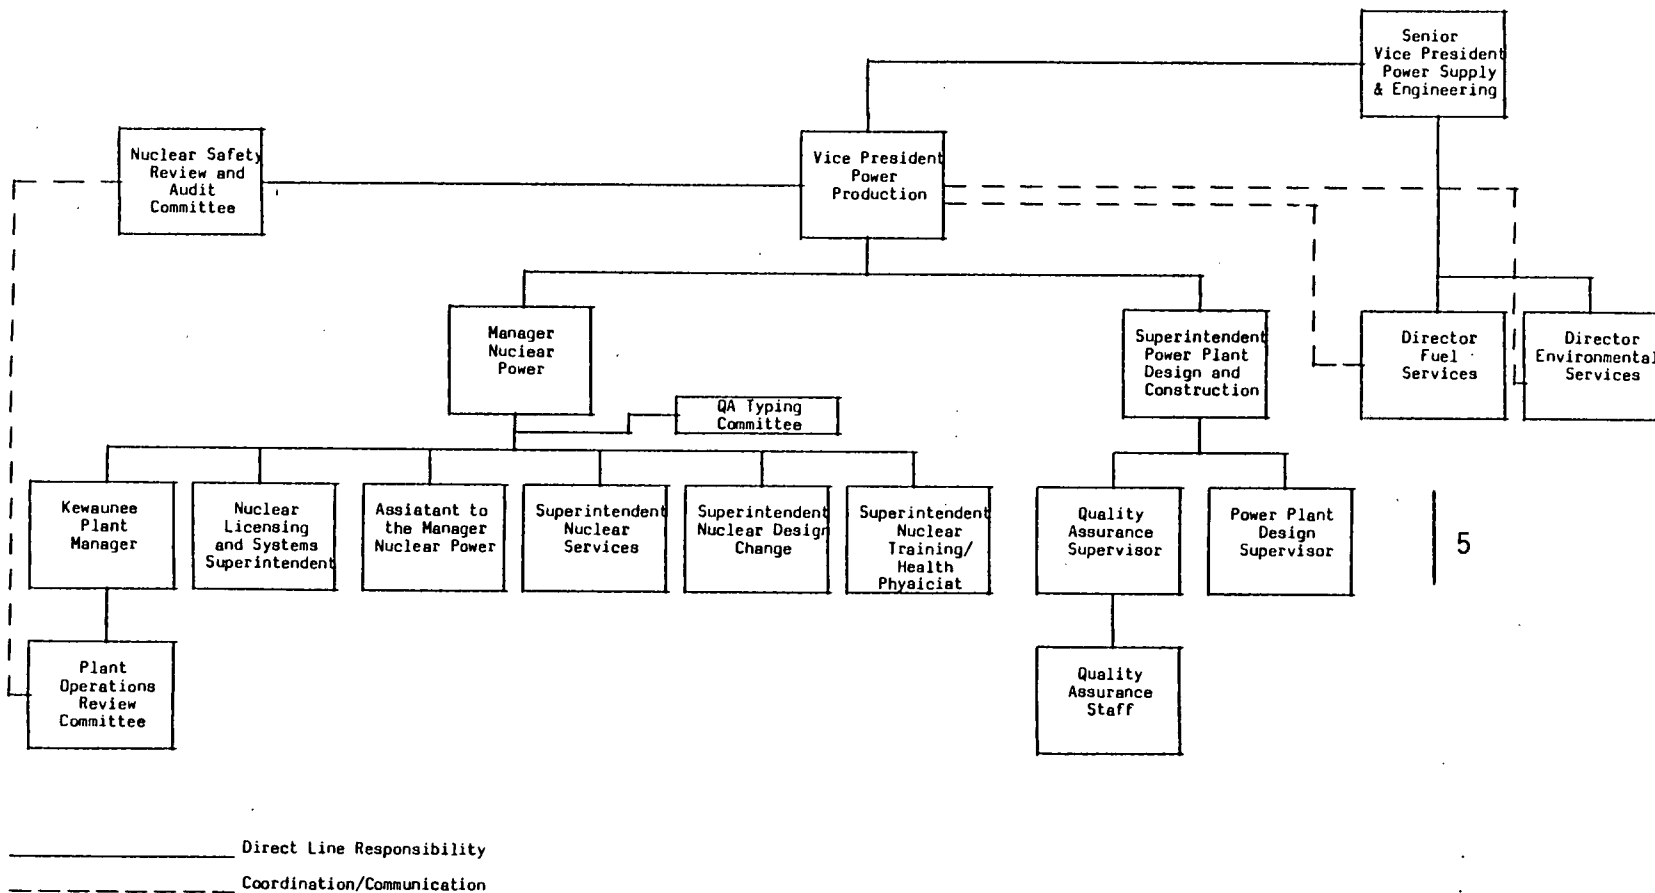 Senior
Vice President
Power Supply
& Engineering
Nuclear Safety
Review and
Audit
Committee
Vice President
Power
Production
Manager
Nuclear
Power
Superintendent
Power Plant
Design and
Construction
Director
Fuel
Services
Director
Environmental
Services
QA Typing
Committee
Kewaunee
Plant
Manager
Nuclear
Licensing
and Systems
Superintendent
Assiatant to
the Manager
Nuclear Power
Superintendent
Nuclear
Services
Superintendent
Nuclear Design
Change
Superintendent
Nuclear
Training/
Health
Phyaiciat
Quality
Assurance
Supervisor
Power Plant
Design
Supervisor
5
Plant
Operations
Review
Committee
Quality
Assurance
Staff
Direct Line Responsibility
Coordination/Communication